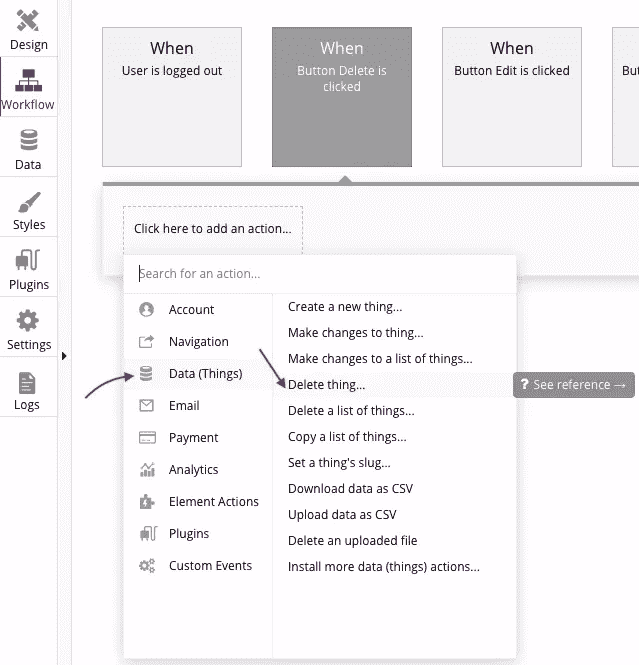 Design
Workflow
Data
Styles
Plugins
Settings
Logs
When
User is logged out
When
Button Delete is
clicked
When
Button Edit is clicked
But
Click here to add an action...
Search for an action...
Account
Navigation
Data (Things)
Email
Payment
Analytics
Element Actions
Plugins
Custom Events
Create a new thing...
Make changes to thing...
Make changes to a list of things...
Delete thing...
Delete a list of things...
Copy a list of things...
Set a thing's slug...
Download data as CSV
Upload data as CSV
Delete an uploaded file
Install more data (things) actions...
? See reference →